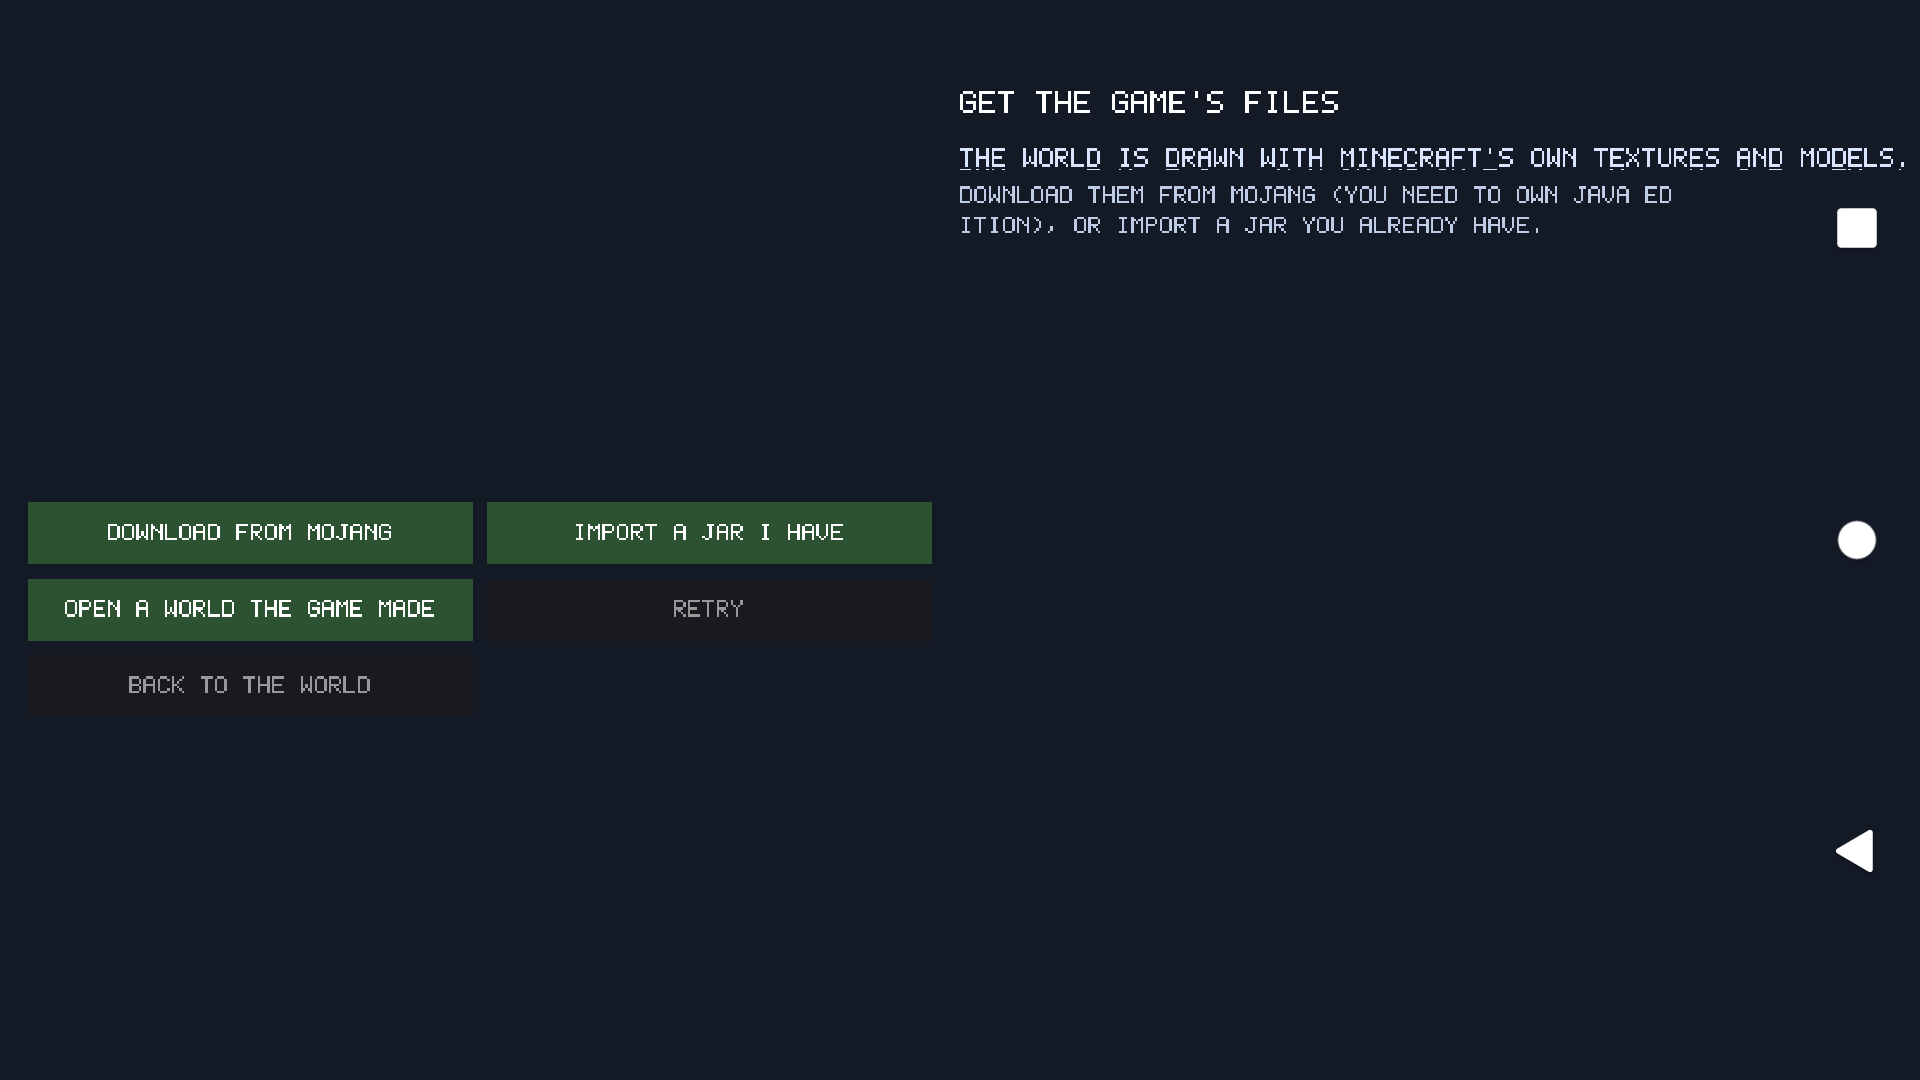 GET THE GAME'S FILES
THE WORLD IS DRAWN WITH MINECRAFT'S OWN TEXTURES AND MODELS.
DOWNLOAD THEM FROM MOJANG (YOU NEED TO OWN JAVA ED
ITION), OR IMPORT A JAR YOU ALREADY HAVE.
DOWNLOAD FROM MOJANG
IMPORT A JAR I HAVE
OPEN A WORLD THE GAME MADE
RETRY
BACK TO THE WORLD